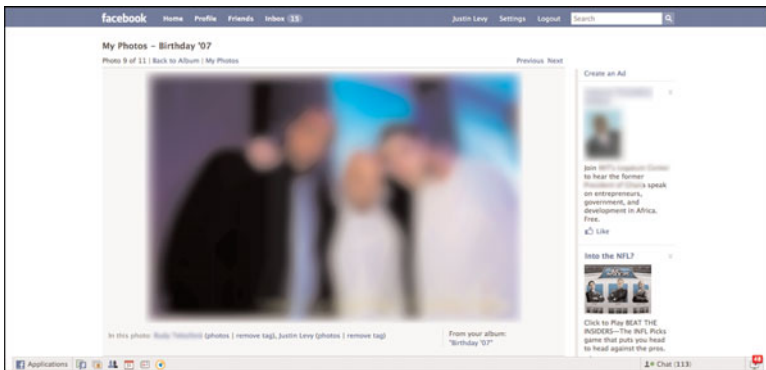 facebook Home Profile Friends Inbox 15 Justin Levy Settings Logout Search
My Photos – Birthday '07
Photo 9 of 11 | Back to Album | My Photos Previous Next
In this photo: (photos | remove tag), Justin Levy (photos | remove tag)
From your album:
"Birthday '07"
Create an Ad
Join
to hear the former
speak
on entrepreneurs,
government, and
development in Africa.
Free.
Like
Into the NFL?
Click to Play BEAT THE
INSIDERS—The NFL Picks
game that puts you head
to head against the pros.
Applications Chat (113)